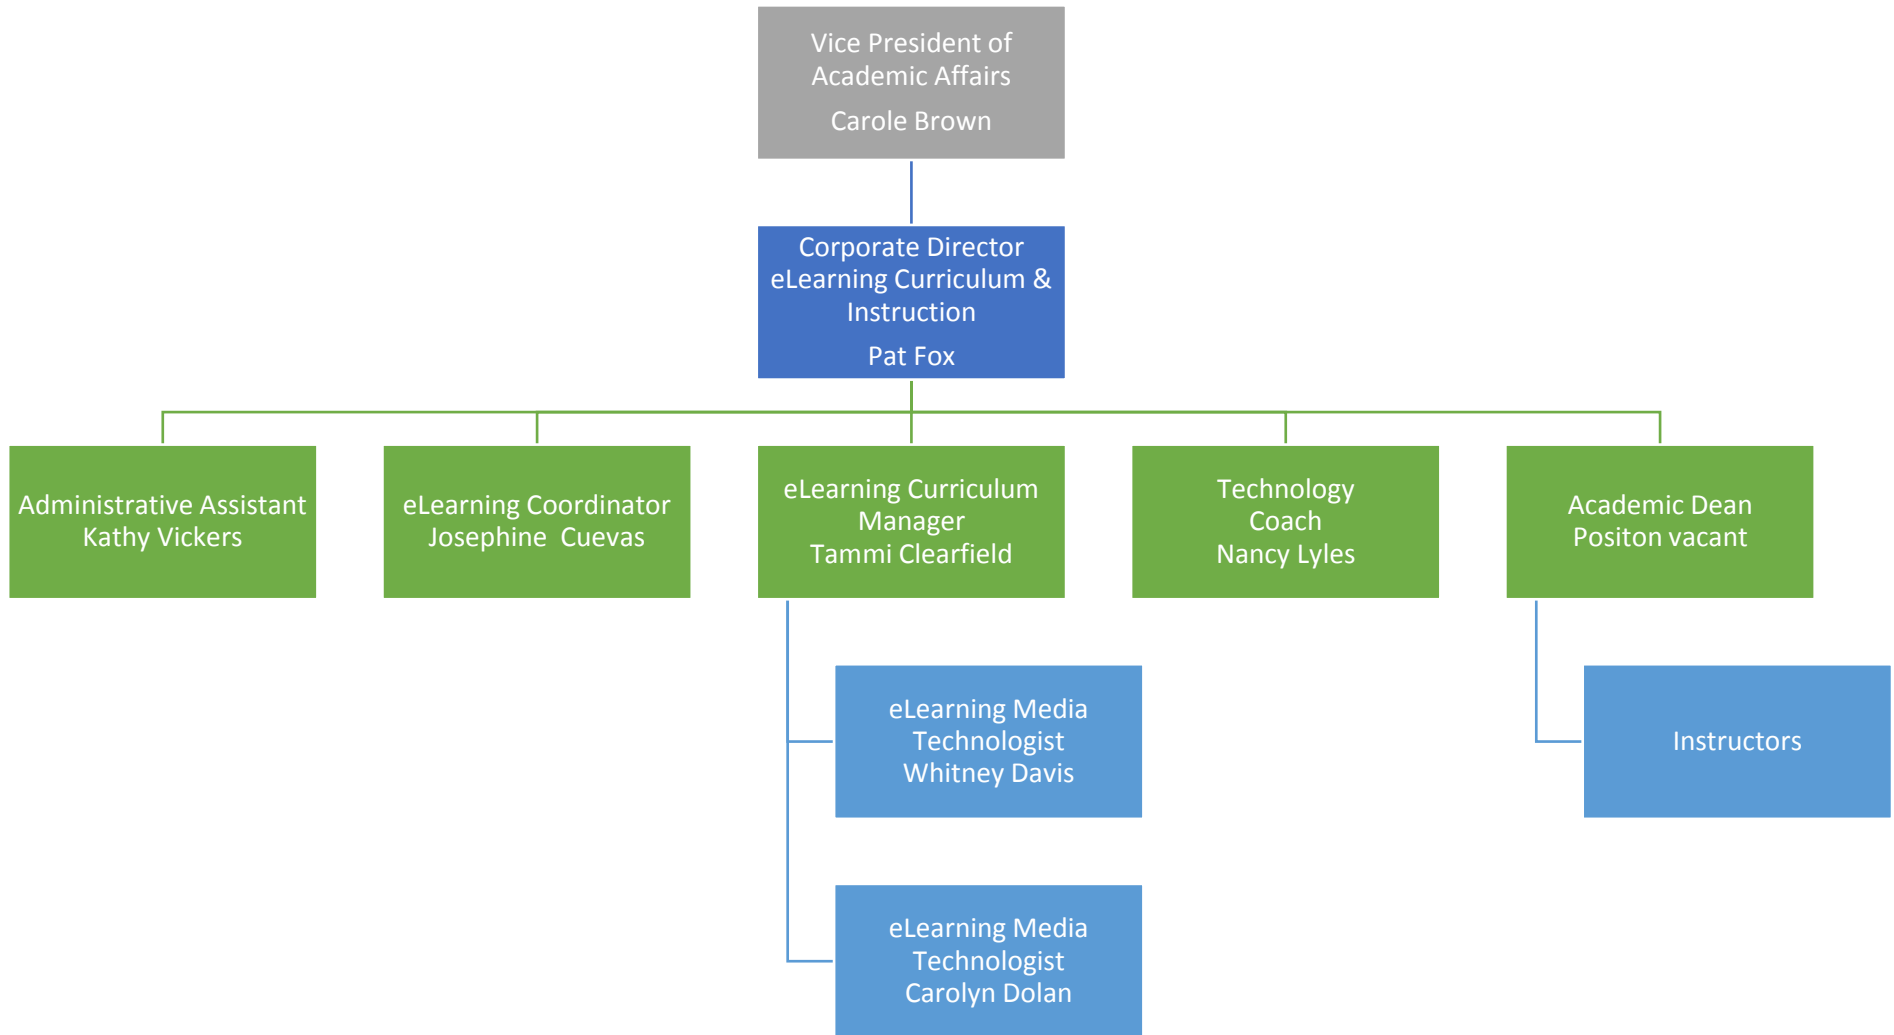 Vice President of
Academic Affairs
Carole Brown
Corporate Director
eLearning Curriculum &
Instruction
Pat Fox
Administrative Assistant
Kathy Vickers
eLearning Coordinator
Josephine  Cuevas
eLearning Curriculum
Manager
Tammi Clearfield
Technology
Coach
Nancy Lyles
Academic Dean
Positon vacant
eLearning Media
Technologist
Whitney Davis
Instructors
eLearning Media
Technologist
Carolyn Dolan